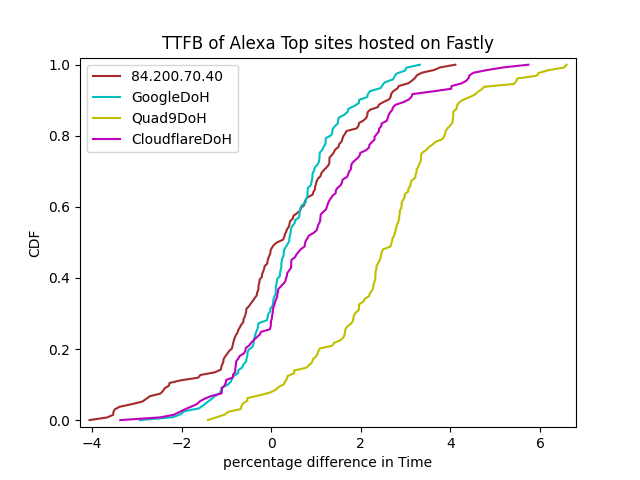 TTFB of Alexa Top sites hosted on Fastly
84.200.70.40
GoogleDoH
Quad9DoH
CloudflareDoH
1.0
0.8
0.6
0.4
0.2
0.0
CDF
−4
−2
0
2
4
6
percentage difference in Time